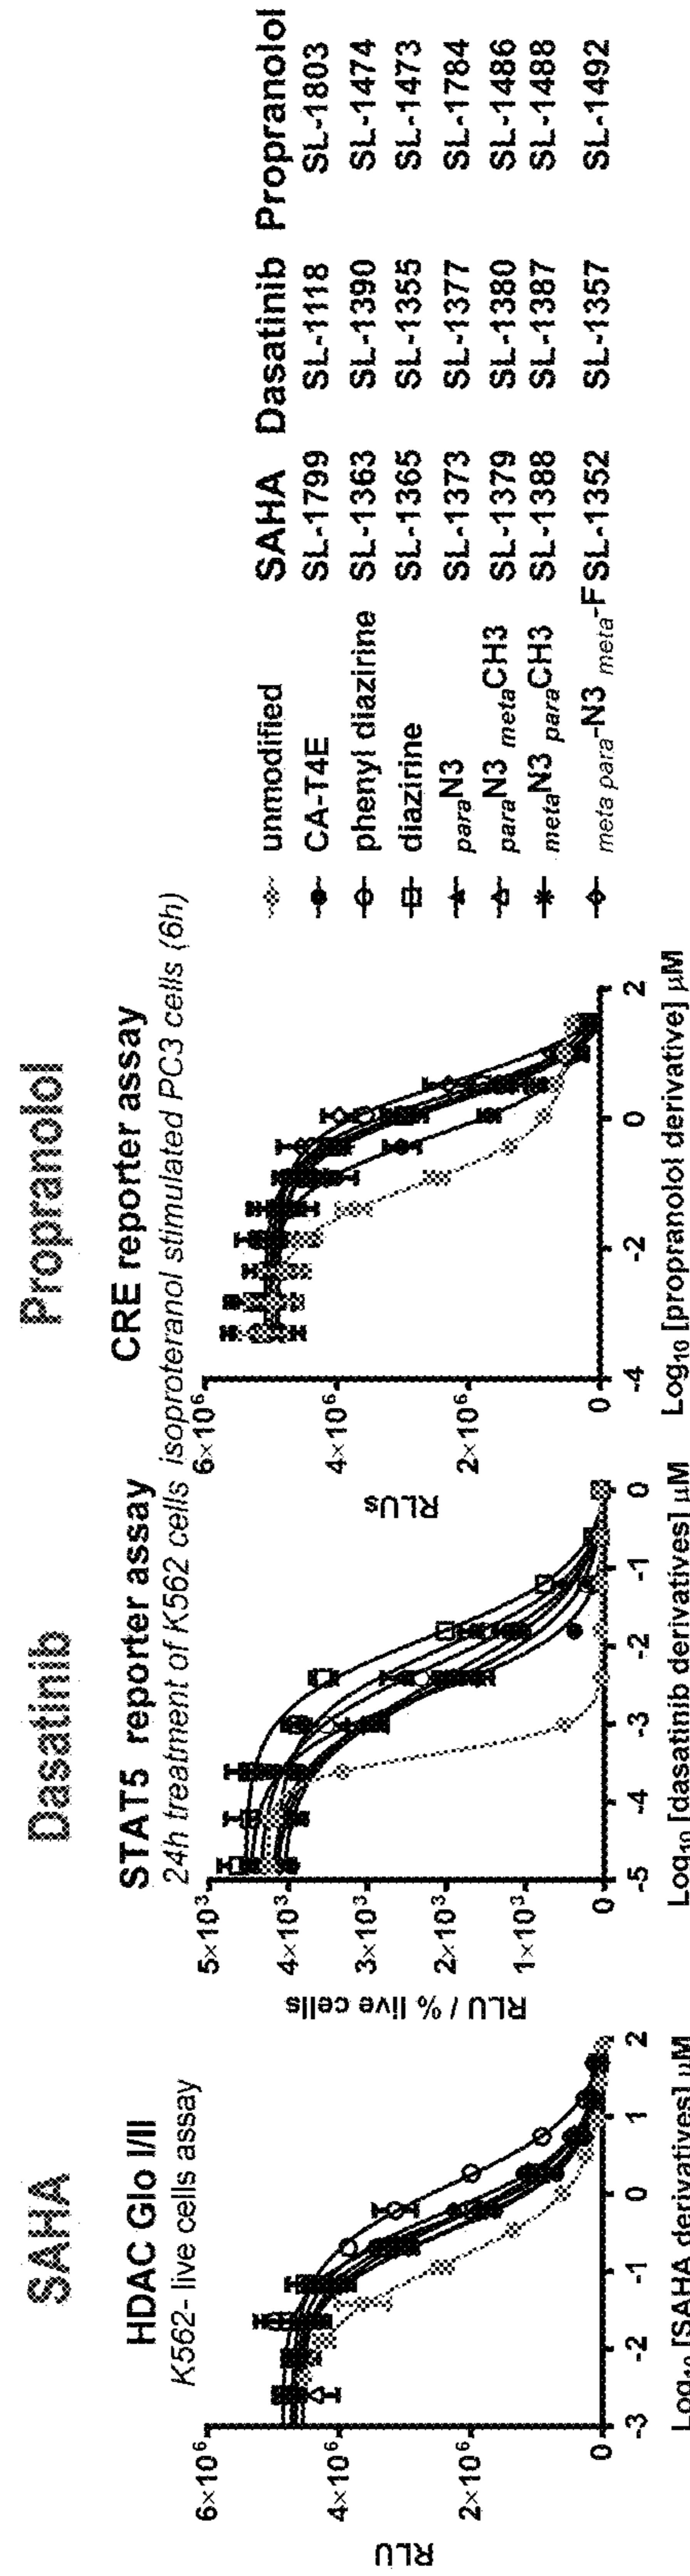 SAHA
HDAC Glo I/II
K562- live cells assay
6×10⁶
4×10⁶
2×10⁶
0
RLU
-3
-2
-1
0
1
2
Log₁₀ [SAHA derivatives] µM
Dasatinib
STAT5 reporter assay
24h treatment of K562 cells
5×10³
4×10³
3×10³
2×10³
1×10³
0
RLU / % live cells
-5
-4
-3
-2
-1
0
Log₁₀ [dasatinib derivatives] µM
Propranolol
CRE reporter assay
isoproteranol stimulated PC3 cells (6h)
6×10⁶
4×10⁶
2×10⁶
0
RLUs
-4
-2
0
2
Log₁₀ [propranolol derivative] µM
SAHA Dasatinib Propranolol
unmodified
CA-T4E SL-1799 SL-1118 SL-1803
phenyl diazirine SL-1363 SL-1390 SL-1474
diazirine SL-1365 SL-1355 SL-1473
paraN3 SL-1373 SL-1377 SL-1784
paraN3 metaCH3 SL-1379 SL-1380 SL-1486
metaN3 paraCH3 SL-1388 SL-1387 SL-1488
meta para-N3 meta-F SL-1352 SL-1357 SL-1492